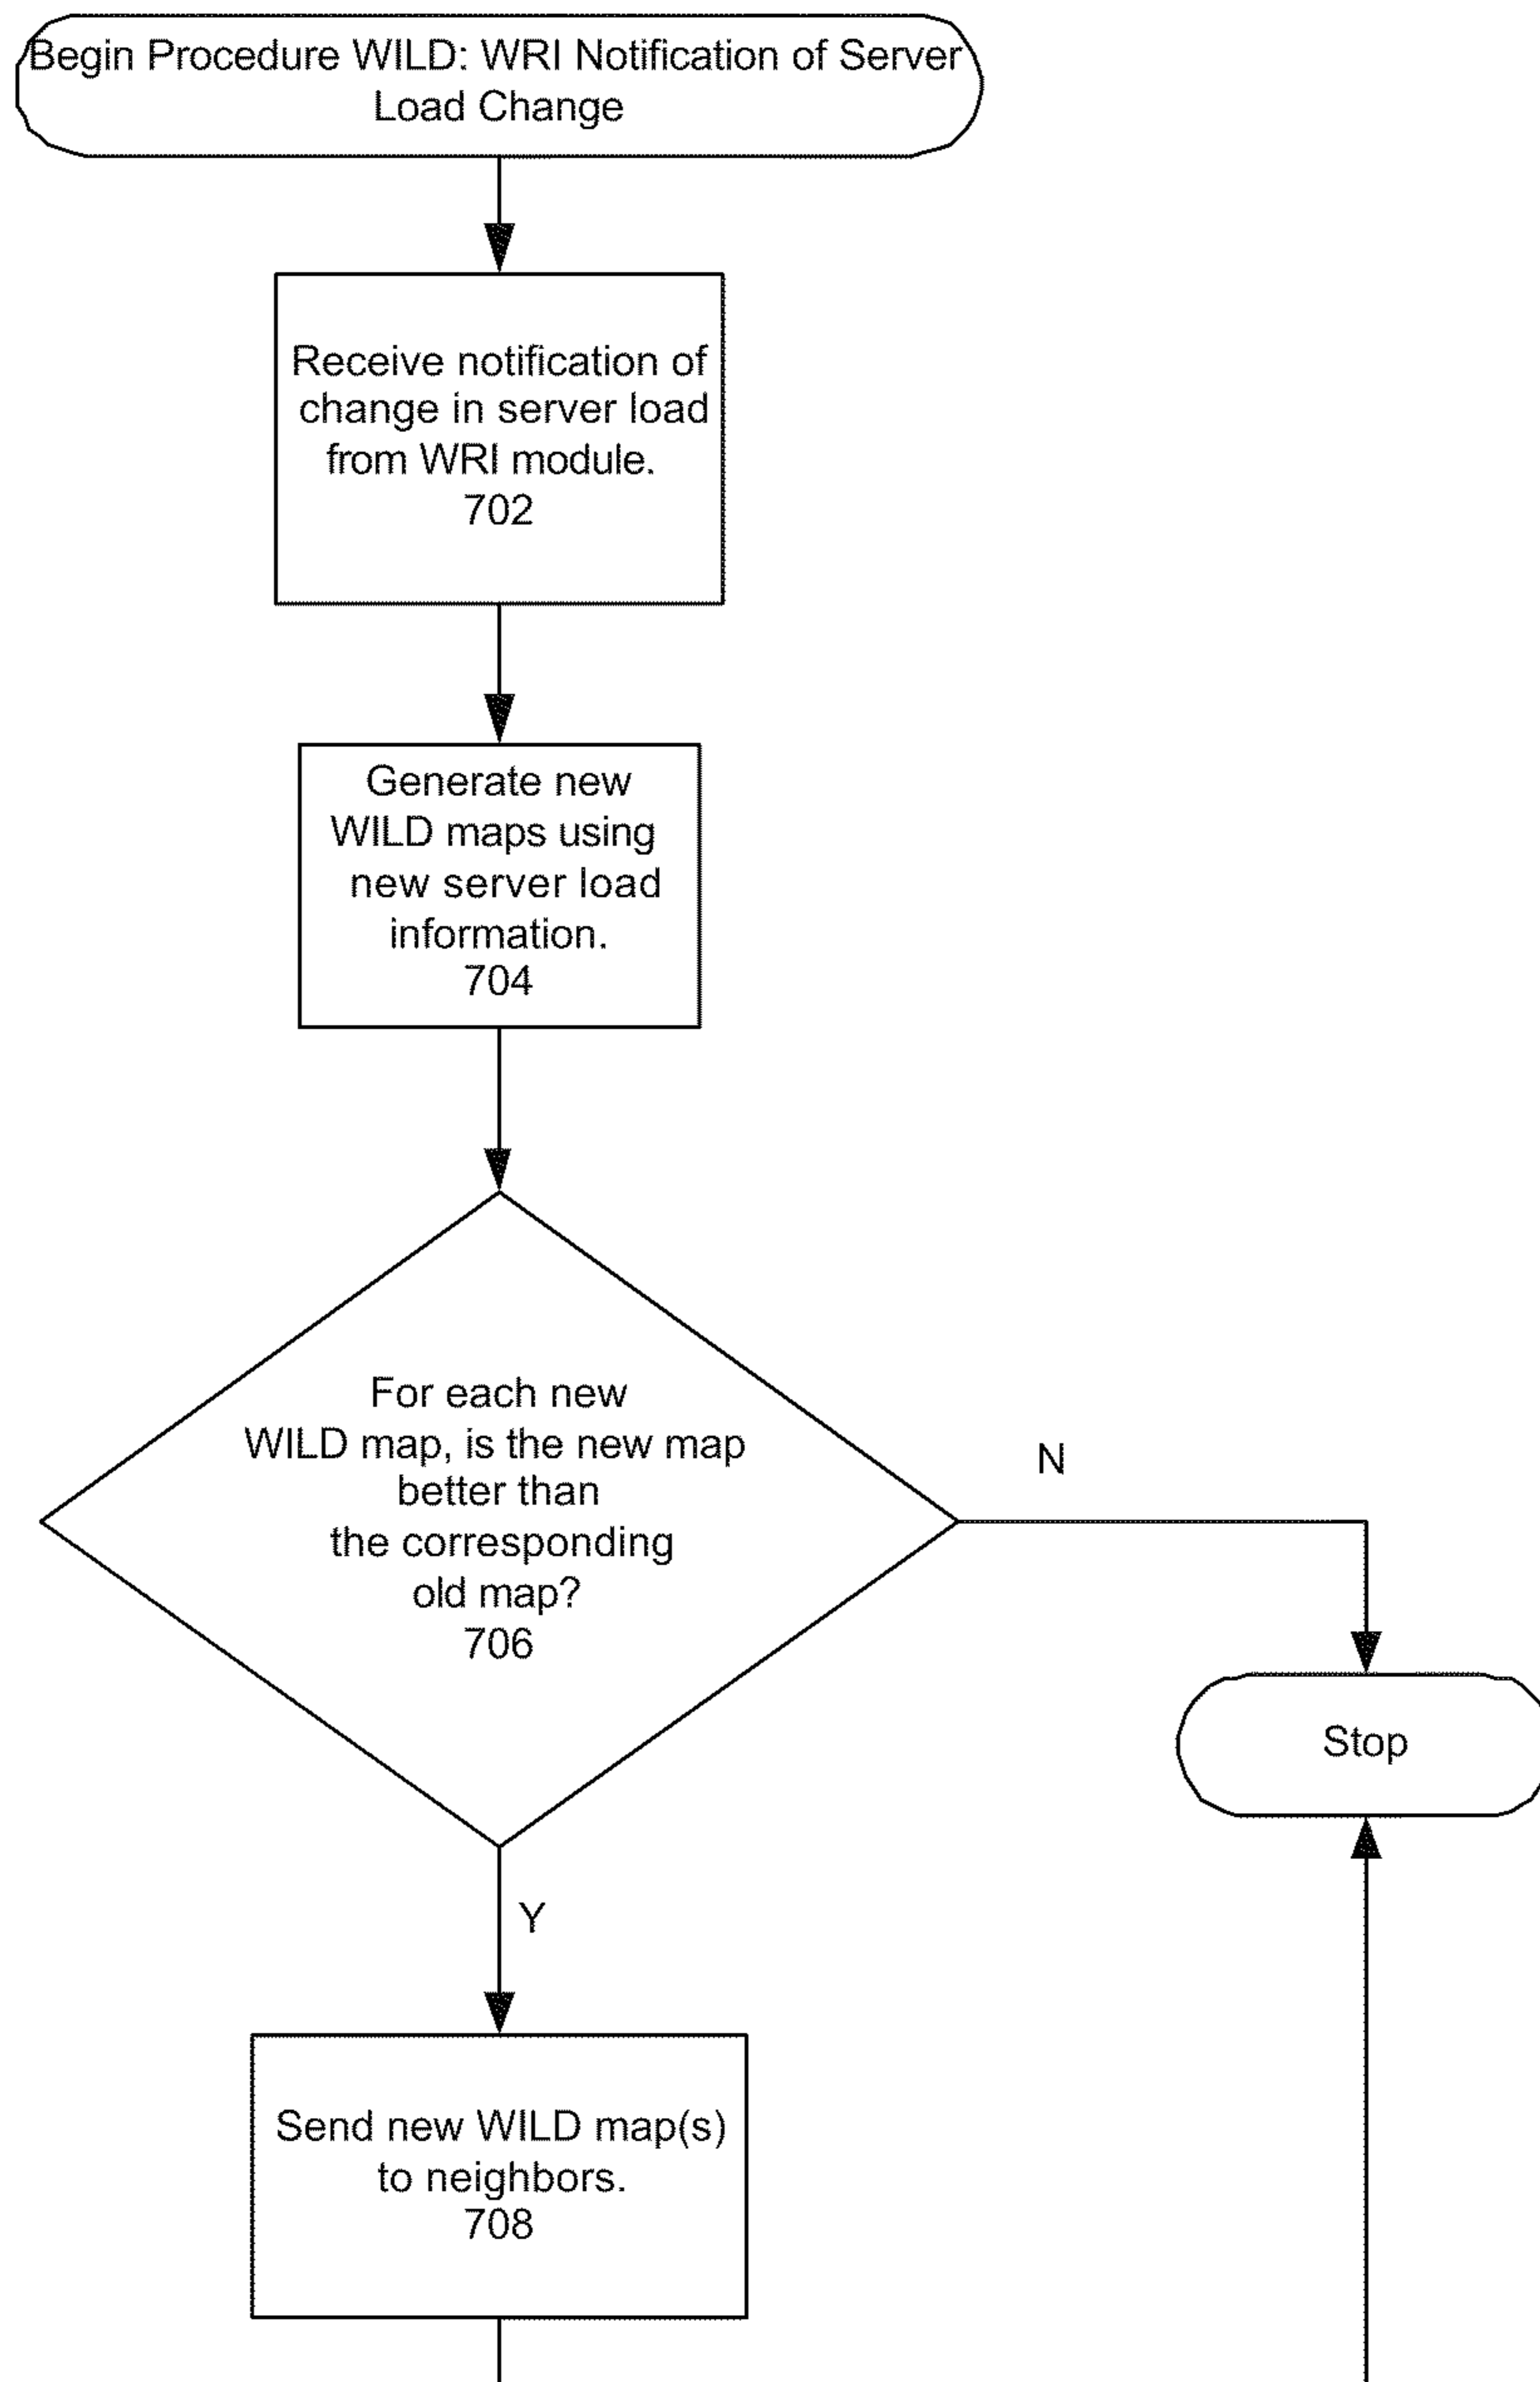 Begin Procedure WILD: WRI Notification of Server
Load Change
Receive notification of
change in server load
from WRI module.
702
Generate new
WILD maps using
new server load
information.
704
For each new
WILD map, is the new map
better than
the corresponding
old map?
706
N
Stop
Y
Send new WILD map(s)
to neighbors.
708